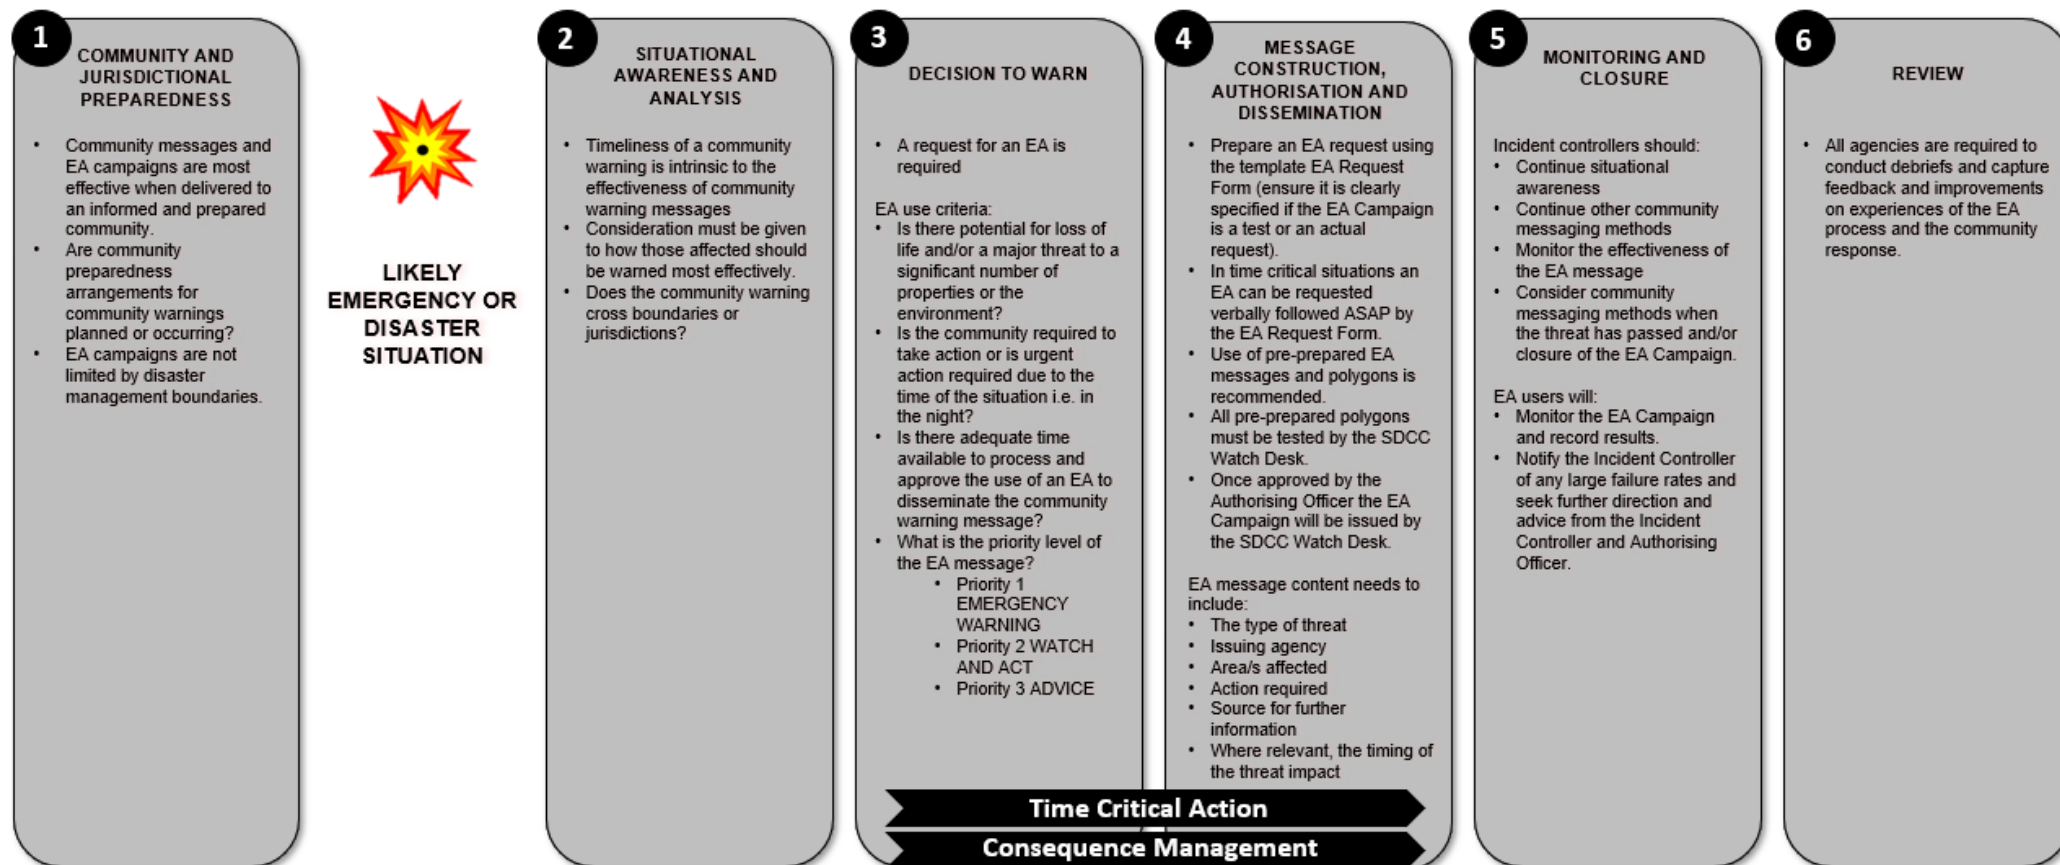 1
COMMUNITY AND
JURISDICTIONAL
PREPAREDNESS
• Community messages and
EA campaigns are most
effective when delivered to
an informed and prepared
community.
• Are community
preparedness
arrangements for
community warnings
planned or occurring?
• EA campaigns are not
limited by disaster
management boundaries.
LIKELY
EMERGENCY OR
DISASTER
SITUATION
2
SITUATIONAL
AWARENESS AND
ANALYSIS
• Timeliness of a community
warning is intrinsic to the
effectiveness of community
warning messages
• Consideration must be given
to how those affected should
be warned most effectively.
• Does the community warning
cross boundaries or
jurisdictions?
3
DECISION TO WARN
• A request for an EA is
required
EA use criteria:
• Is there potential for loss of
life and/or a major threat to a
significant number of
properties or the
environment?
• Is the community required to
take action or is urgent
action required due to the
time of the situation i.e. in
the night?
• Is there adequate time
available to process and
approve the use of an EA to
disseminate the community
warning message?
• What is the priority level of
the EA message?
• Priority 1
EMERGENCY
WARNING
• Priority 2 WATCH
AND ACT
• Priority 3 ADVICE
4
MESSAGE
CONSTRUCTION,
AUTHORISATION AND
DISSEMINATION
• Prepare an EA request using
the template EA Request
Form (ensure it is clearly
specified if the EA Campaign
is a test or an actual
request).
• In time critical situations an
EA can be requested
verbally followed ASAP by
the EA Request Form.
• Use of pre-prepared EA
messages and polygons is
recommended.
• All pre-prepared polygons
must be tested by the SDCC
Watch Desk.
• Once approved by the
Authorising Officer the EA
Campaign will be issued by
the SDCC Watch Desk.
EA message content needs to
include:
• The type of threat
• Issuing agency
• Area/s affected
• Action required
• Source for further
information
• Where relevant, the timing of
the threat impact
Time Critical Action
Consequence Management
5
MONITORING AND
CLOSURE
Incident controllers should:
• Continue situational
awareness
• Continue other community
messaging methods
• Monitor the effectiveness of
the EA message
• Consider community
messaging methods when
the threat has passed and/or
closure of the EA Campaign.
EA users will:
• Monitor the EA Campaign
and record results.
• Notify the Incident Controller
of any large failure rates and
seek further direction and
advice from the Incident
Controller and Authorising
Officer.
6
REVIEW
• All agencies are required to
conduct debriefs and capture
feedback and improvements
on experiences of the EA
process and the community
response.